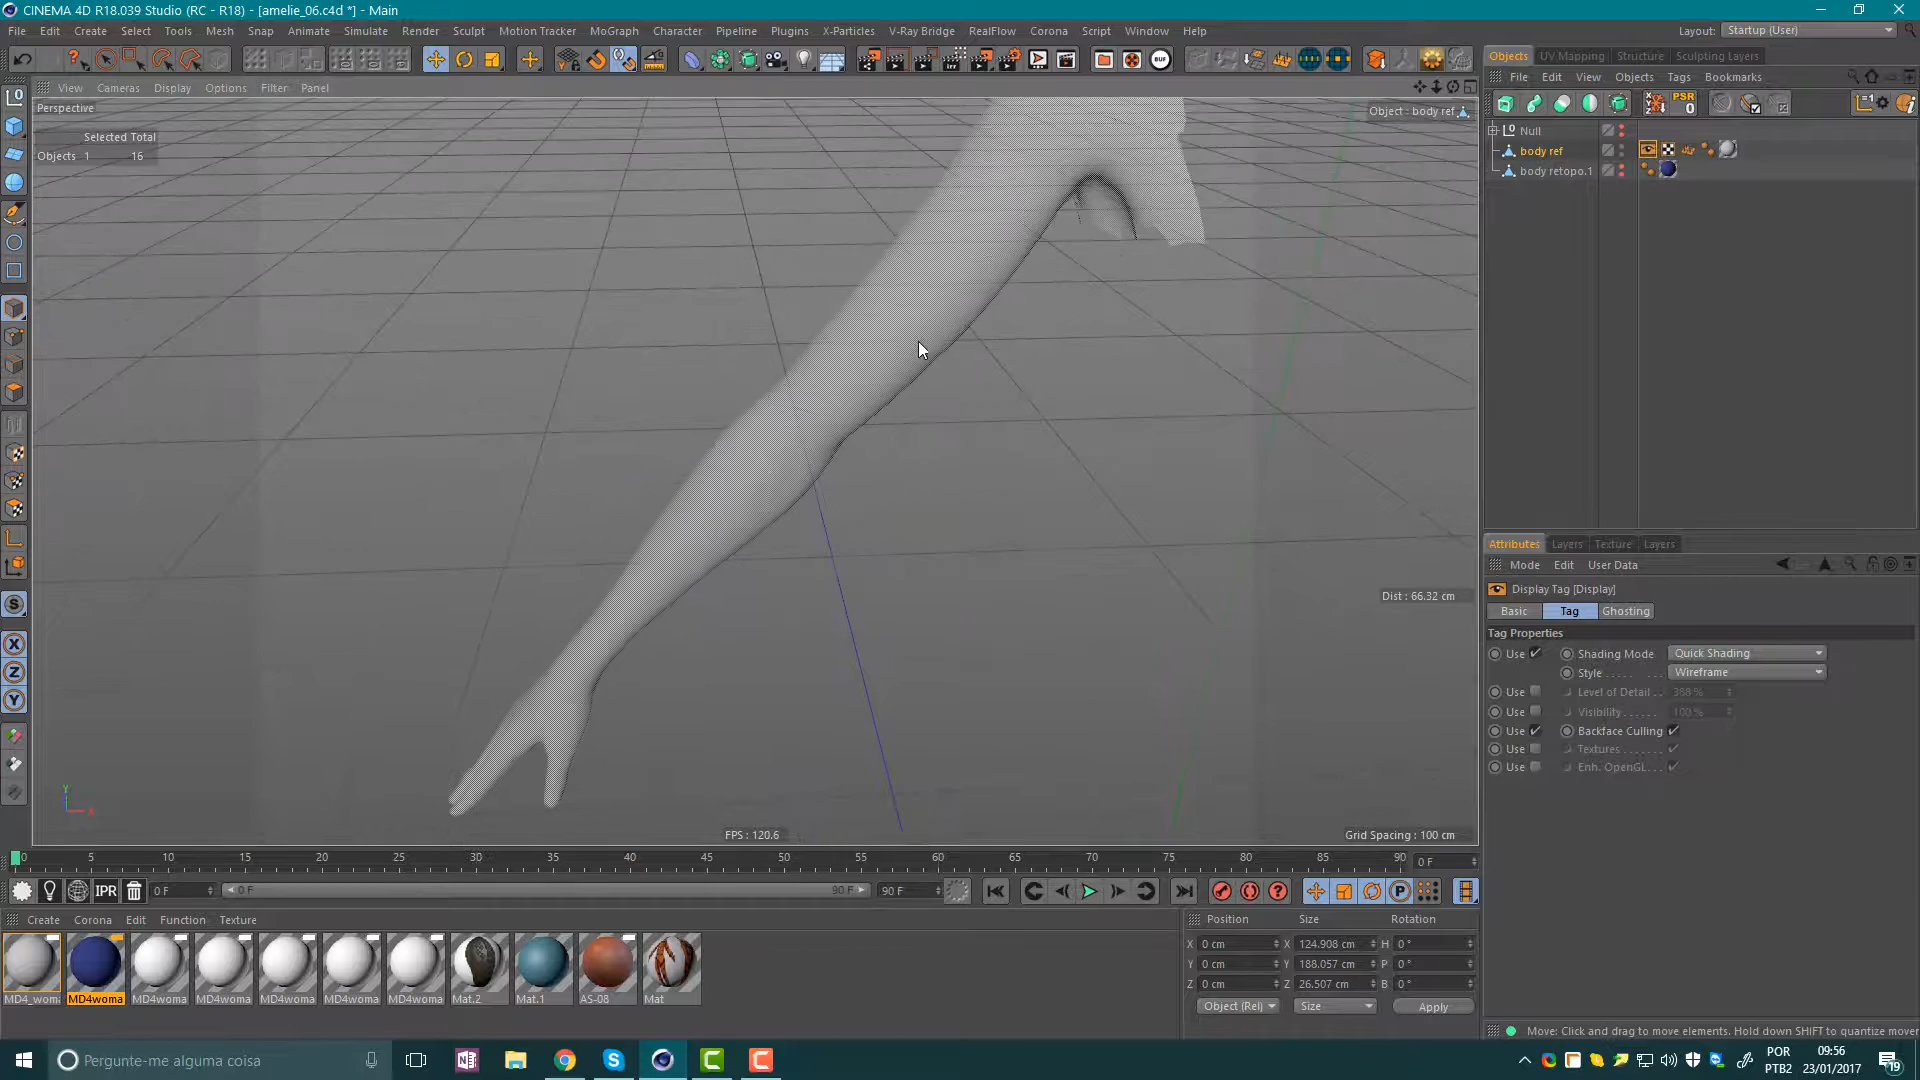 CINEMA 4D R18.039 Studio (RC - R18) - [amelie_06.c4d *] - Main
File Edit Create Select Tools Mesh Snap Animate Simulate Render Sculpt Motion Tracker MoGraph Character Pipeline Plugins X-Particles V-Ray Bridge RealFlow Corona Script Window Help
Layout: Startup (User)
Objects UV Mapping Structure Sculpting Layers
File Edit View Objects Tags Bookmarks
View Cameras Display Options Filter Panel
PSR
0
BUF
Perspective
Object : body ref
Selected Total
Objects 1 16
Null
body ref
body retopo.1
Dist : 66.32 cm
FPS : 120.6
Grid Spacing : 100 cm
Attributes Layers Texture Layers
Mode Edit User Data
Display Tag [Display]
Basic Tag Ghosting
Tag Properties
Use Shading Mode Quick Shading
Style Wireframe
Use Level of Detail 368 %
Use Visibility 100 %
Use Backface Culling
Use Textures
Use Enh. OpenGL
0 5 10 15 20 25 30 35 40 45 50 55 60 65 70 75 80 85 90 0 F
IPR 0 F 0 F 90 F 90 F
Create Corona Edit Function Texture
MD4_wom MD4woma MD4woma MD4woma MD4woma MD4woma MD4woma Mat.2 Mat.1 AS-08 Mat
Position Size Rotation
X 0 cm X 124.908 cm H 0 °
Y 0 cm Y 188.057 cm P 0 °
Z 0 cm Z 26.507 cm B 0 °
Object (Rel) Size Apply
Move: Click and drag to move elements. Hold down SHIFT to quantize mover
Pergunte-me alguma coisa
POR
PTB2
09:56
23/01/2017
19